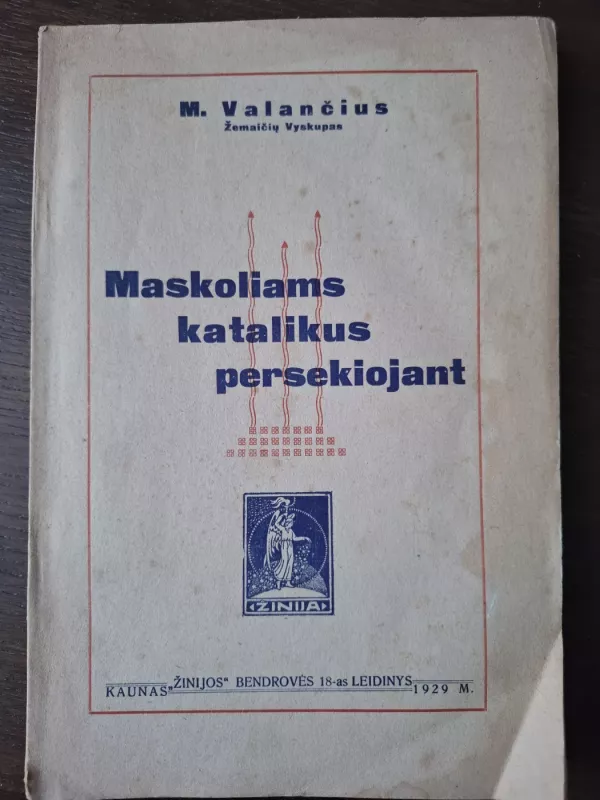 M. Valančius
Žemaičių Vyskupas
Maskoliams
katalikus
persekiojant
ŽINIJA
KAUNAS „ŽINIJOS“ BENDROVĖS 18-as LEIDINYS 1929 M.